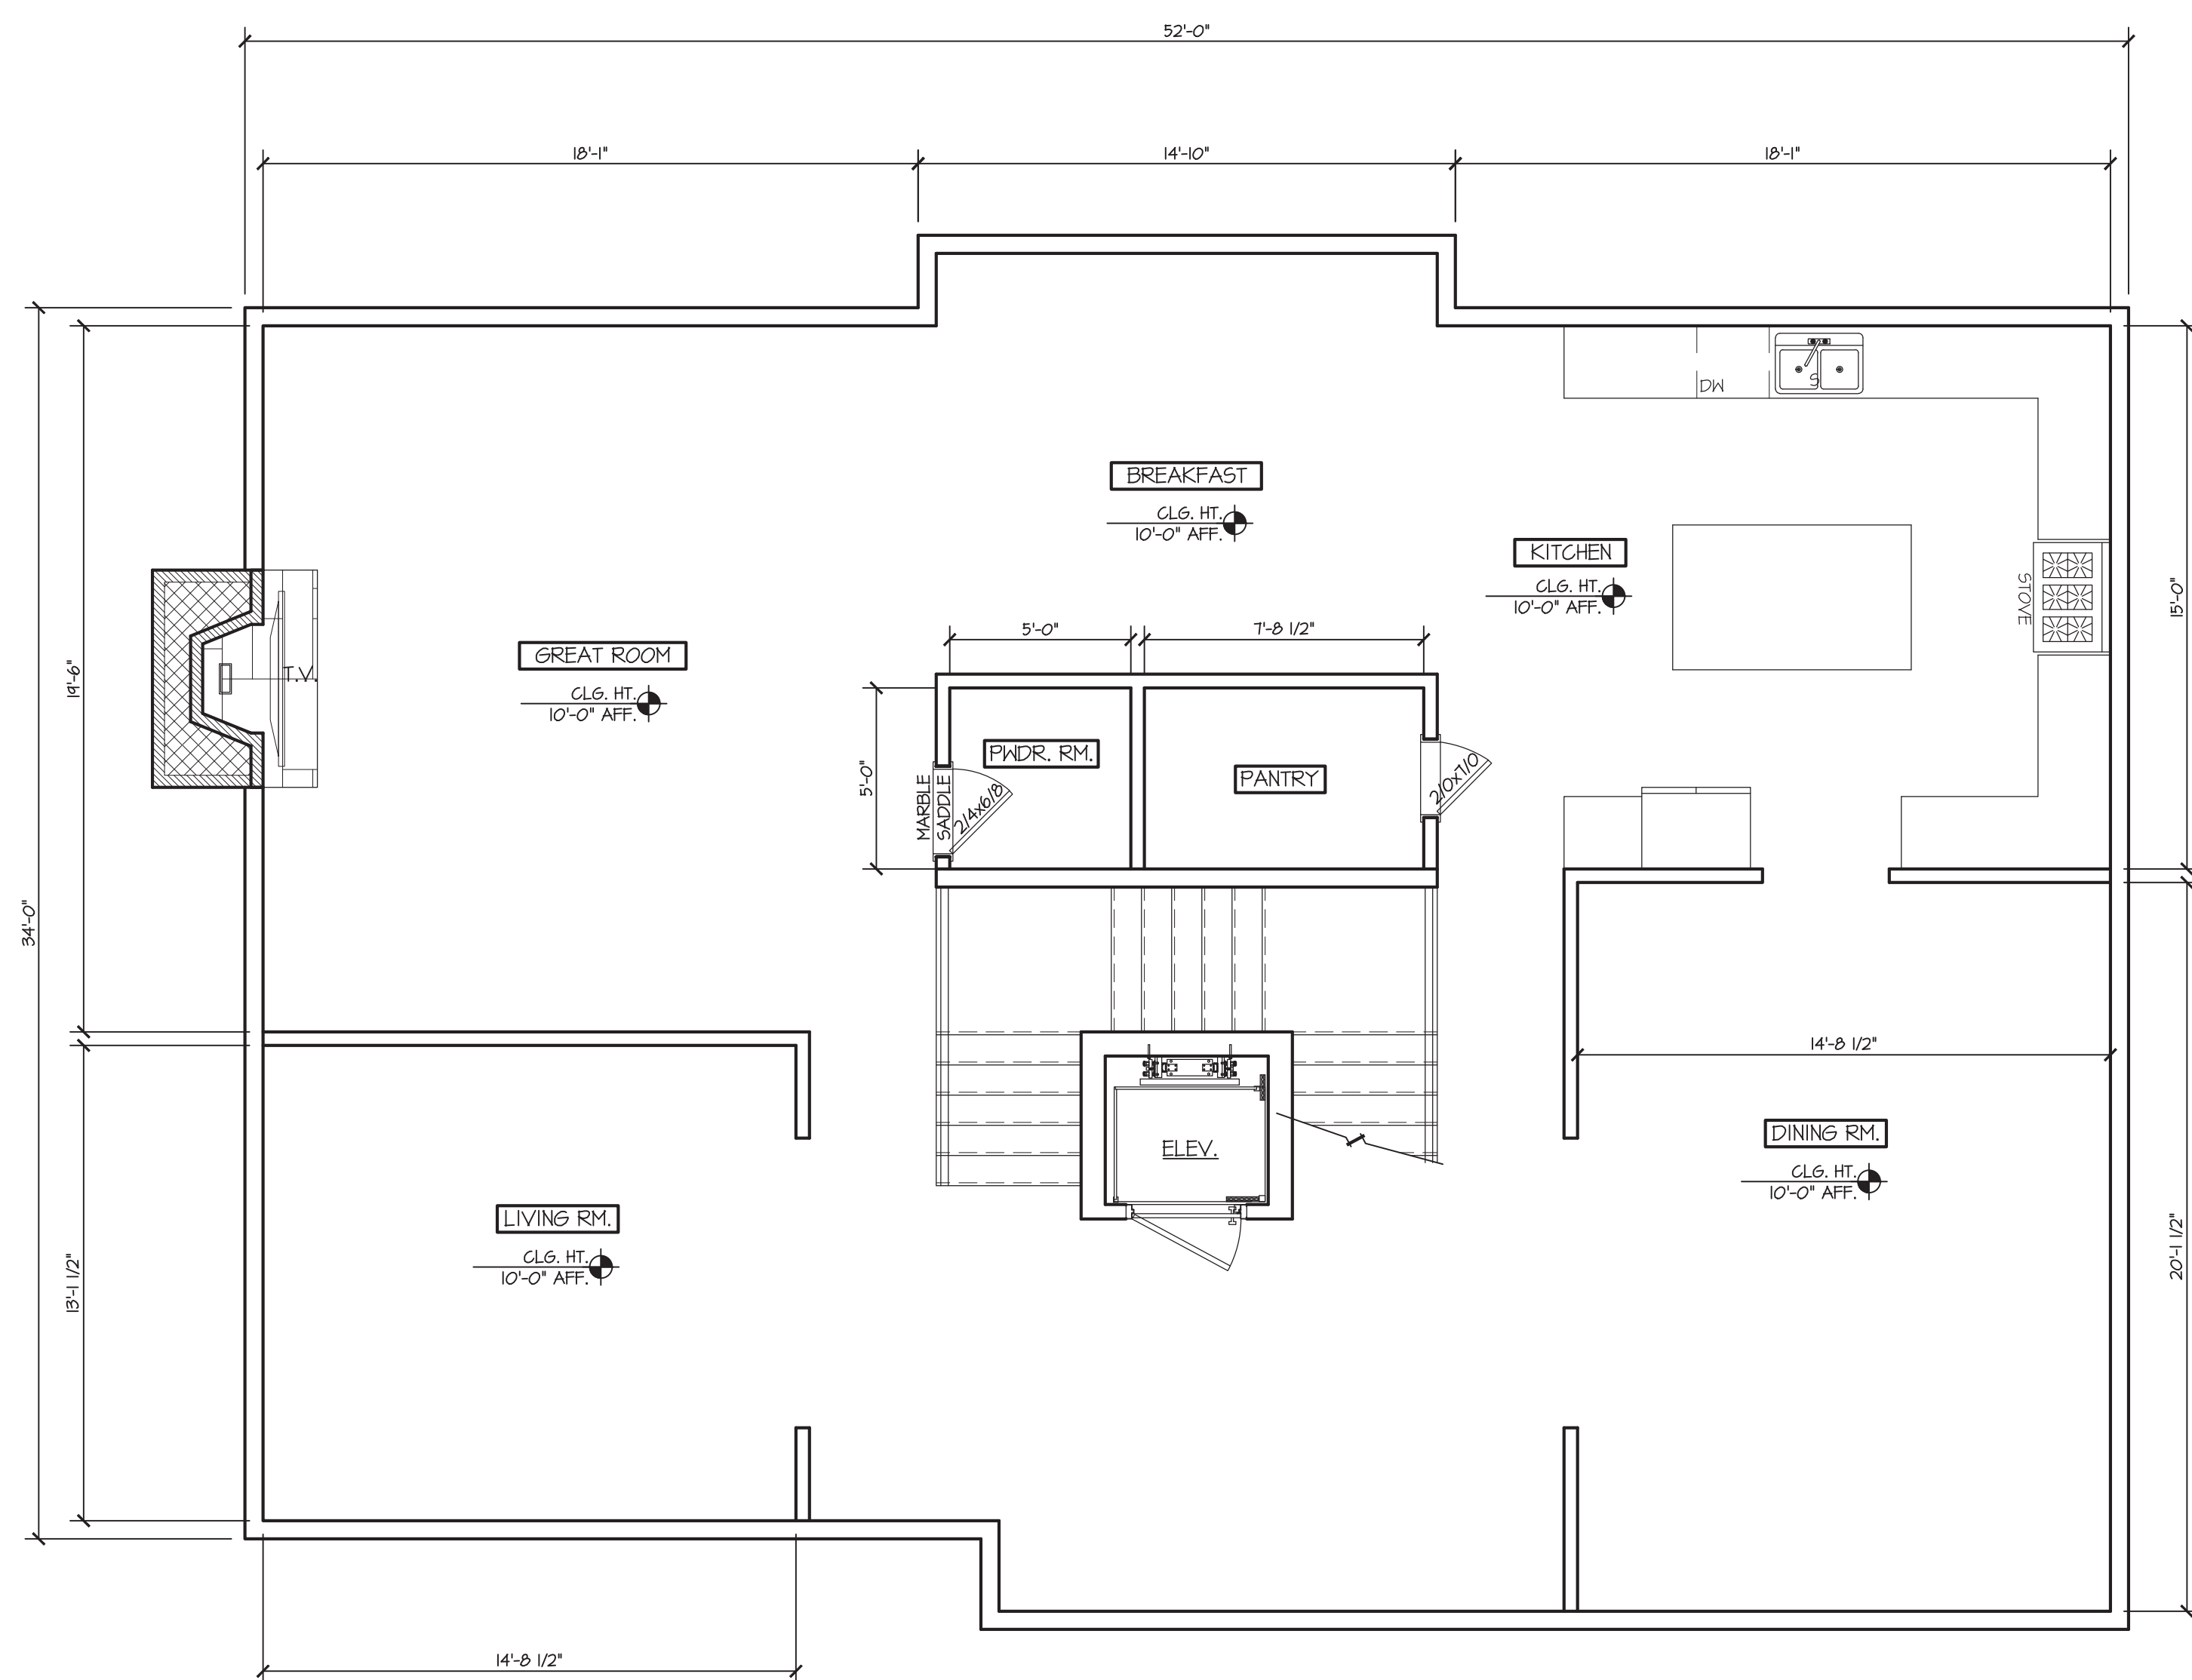 52'-0"
18'-1"
14'-10"
18'-1"
DW
S
BREAKFAST
CLG. HT.
10'-0" AFF.
KITCHEN
CLG. HT.
10'-0" AFF.
STOVE
15'-0"
5'-0"
7'-8 1/2"
GREAT ROOM
CLG. HT.
10'-0" AFF.
T.V.
19'-6"
PWDR. RM.
PANTRY
2/0x7/0
5'-0"
MARBLE
SADDLE
2/4x6/8
34'-0"
14'-8 1/2"
DINING RM.
CLG. HT.
10'-0" AFF.
ELEV.
LIVING RM.
CLG. HT.
10'-0" AFF.
13'-1 1/2"
20'-1 1/2"
14'-8 1/2"